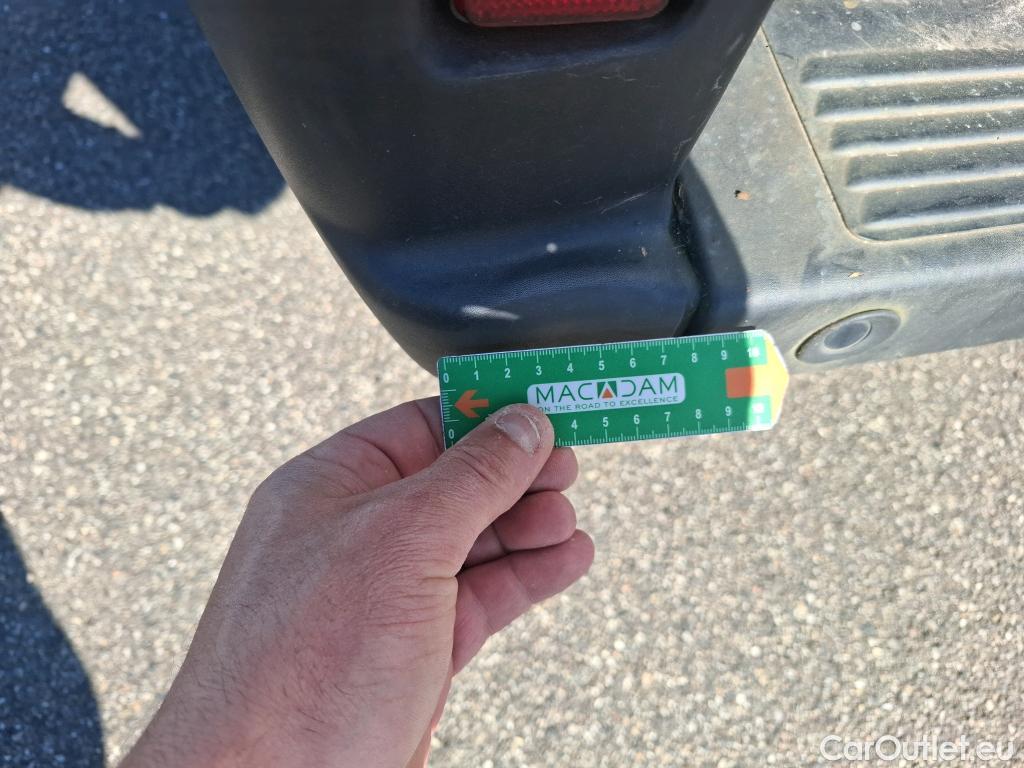 0 1 2 3 4 5 6 7 8 9 10
MACADAM
ON THE ROAD TO EXCELLENCE
0 4 5 6 7 8 9 10
CarOutlet.eu